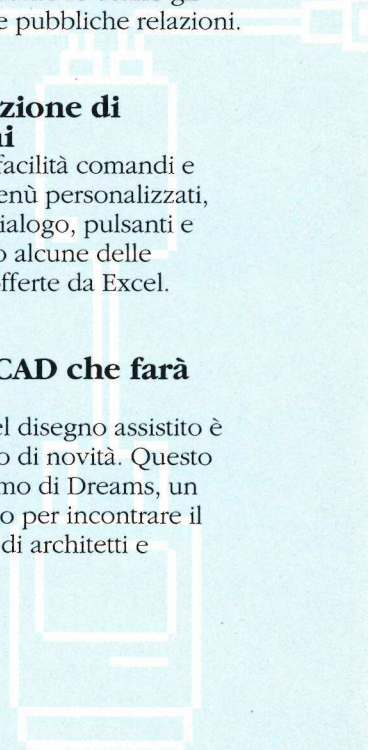 e pubbliche relazioni.
zione di
ni
facilità comandi e
enù personalizzati,
ialogo, pulsanti e
o alcune delle
fferte da Excel.
CAD che farà
el disegno assistito è
o di novità. Questo
mo di Dreams, un
o per incontrare il
di architetti e